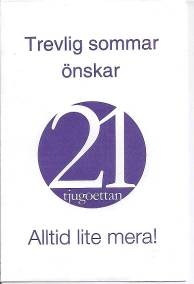 Trevlig sommar
önskar
21
tjugoettan
Alltid lite mera!